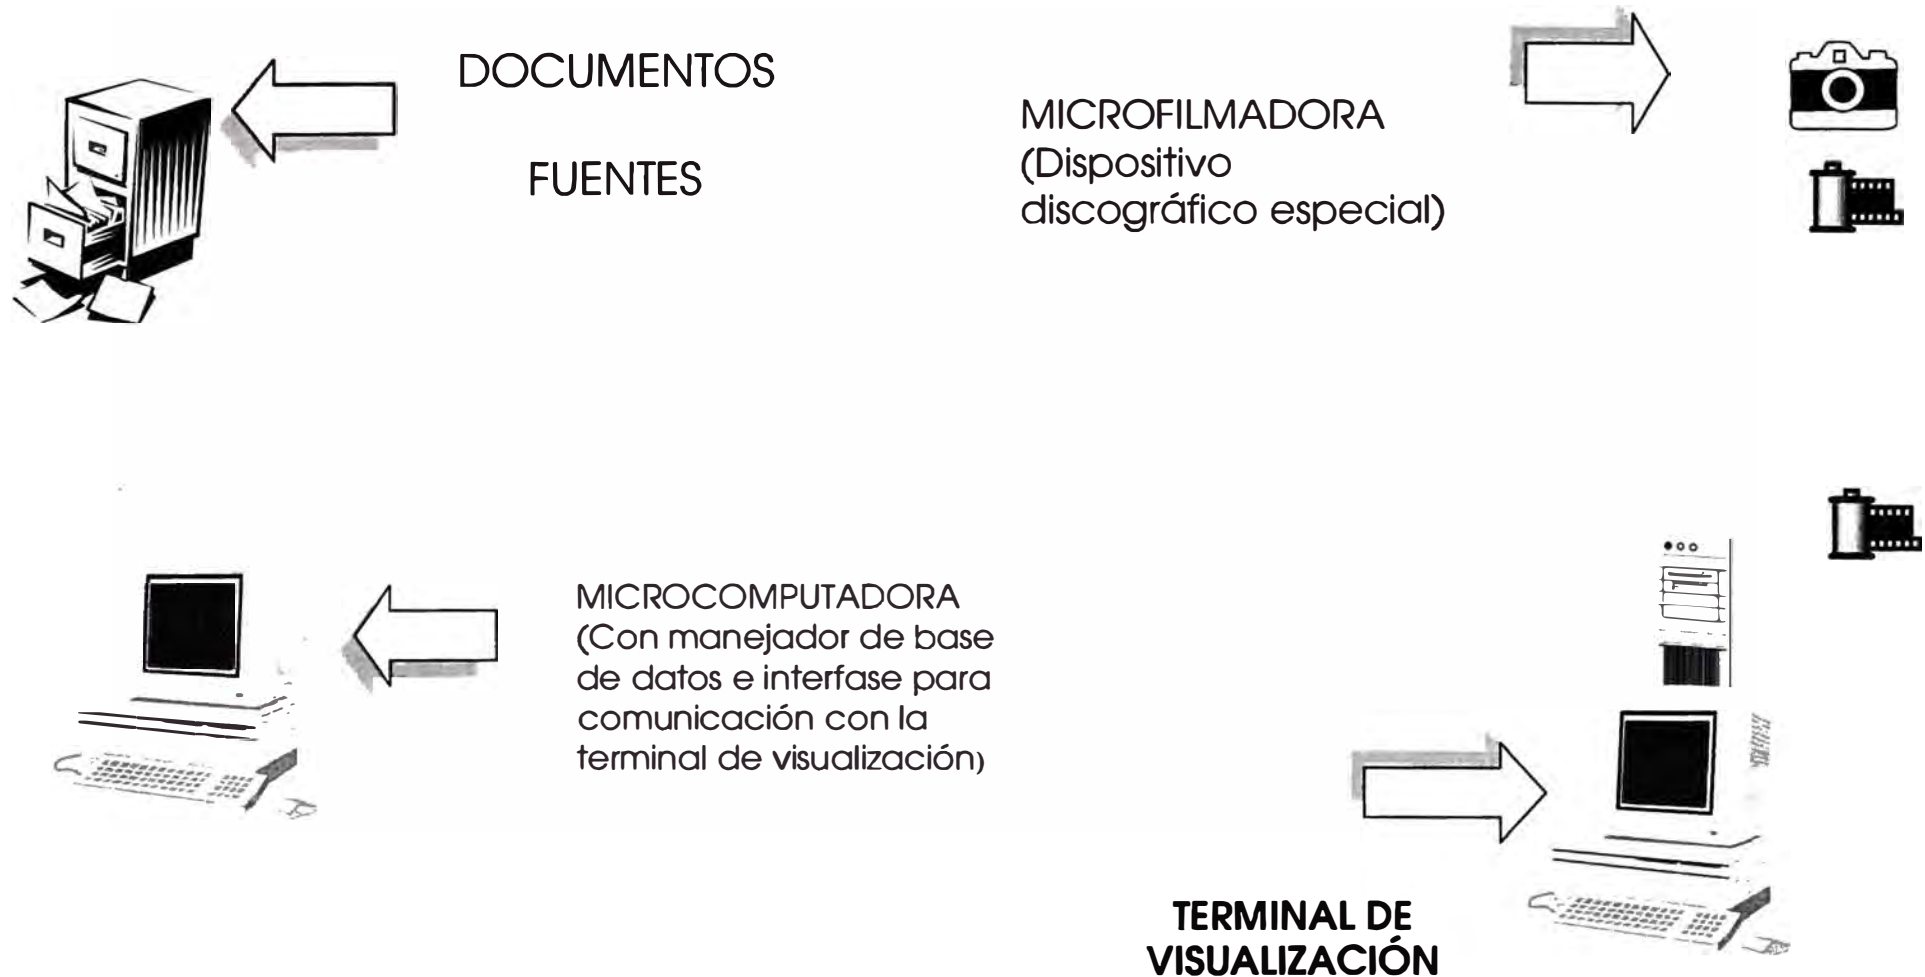 DOCUMENTOS
FUENTES
MICROFILMADORA
(Dispositivo
discográfico especial)
MICROCOMPUTADORA
(Con manejador de base
de datos e interfase para
comunicación con la
terminal de visualización)
TERMINAL DE
VISUALIZACIÓN